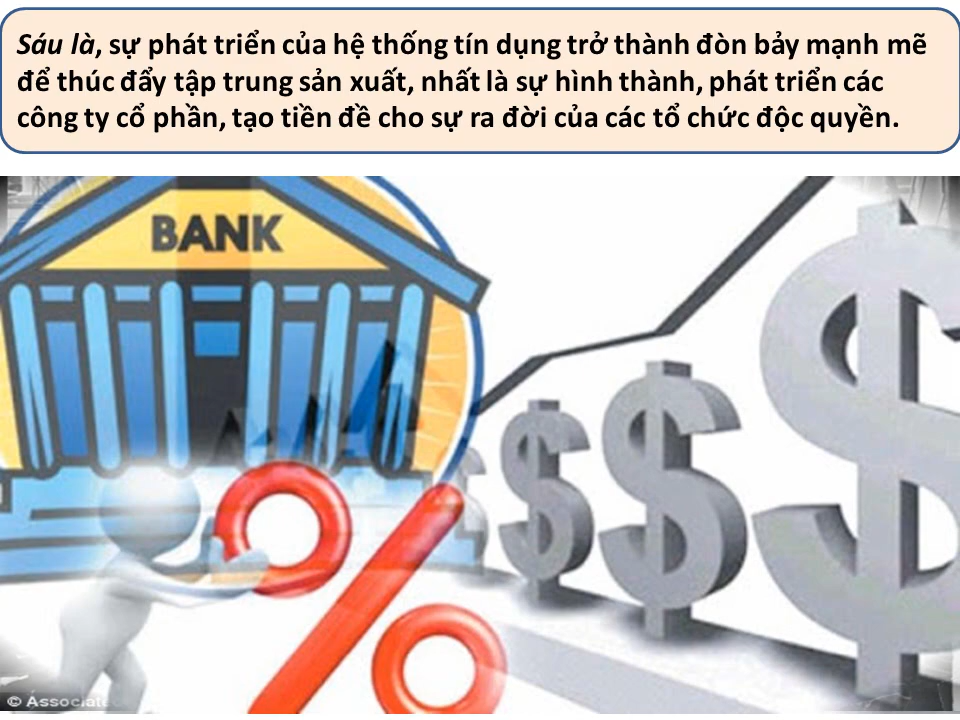 Sáu là, sự phát triển của hệ thống tín dụng trở thành đòn bảy mạnh mẽ
để thúc đẩy tập trung sản xuất, nhất là sự hình thành, phát triển các
công ty cổ phần, tạo tiền đề cho sự ra đời của các tổ chức độc quyền.
BANK
$ $ $
%
©